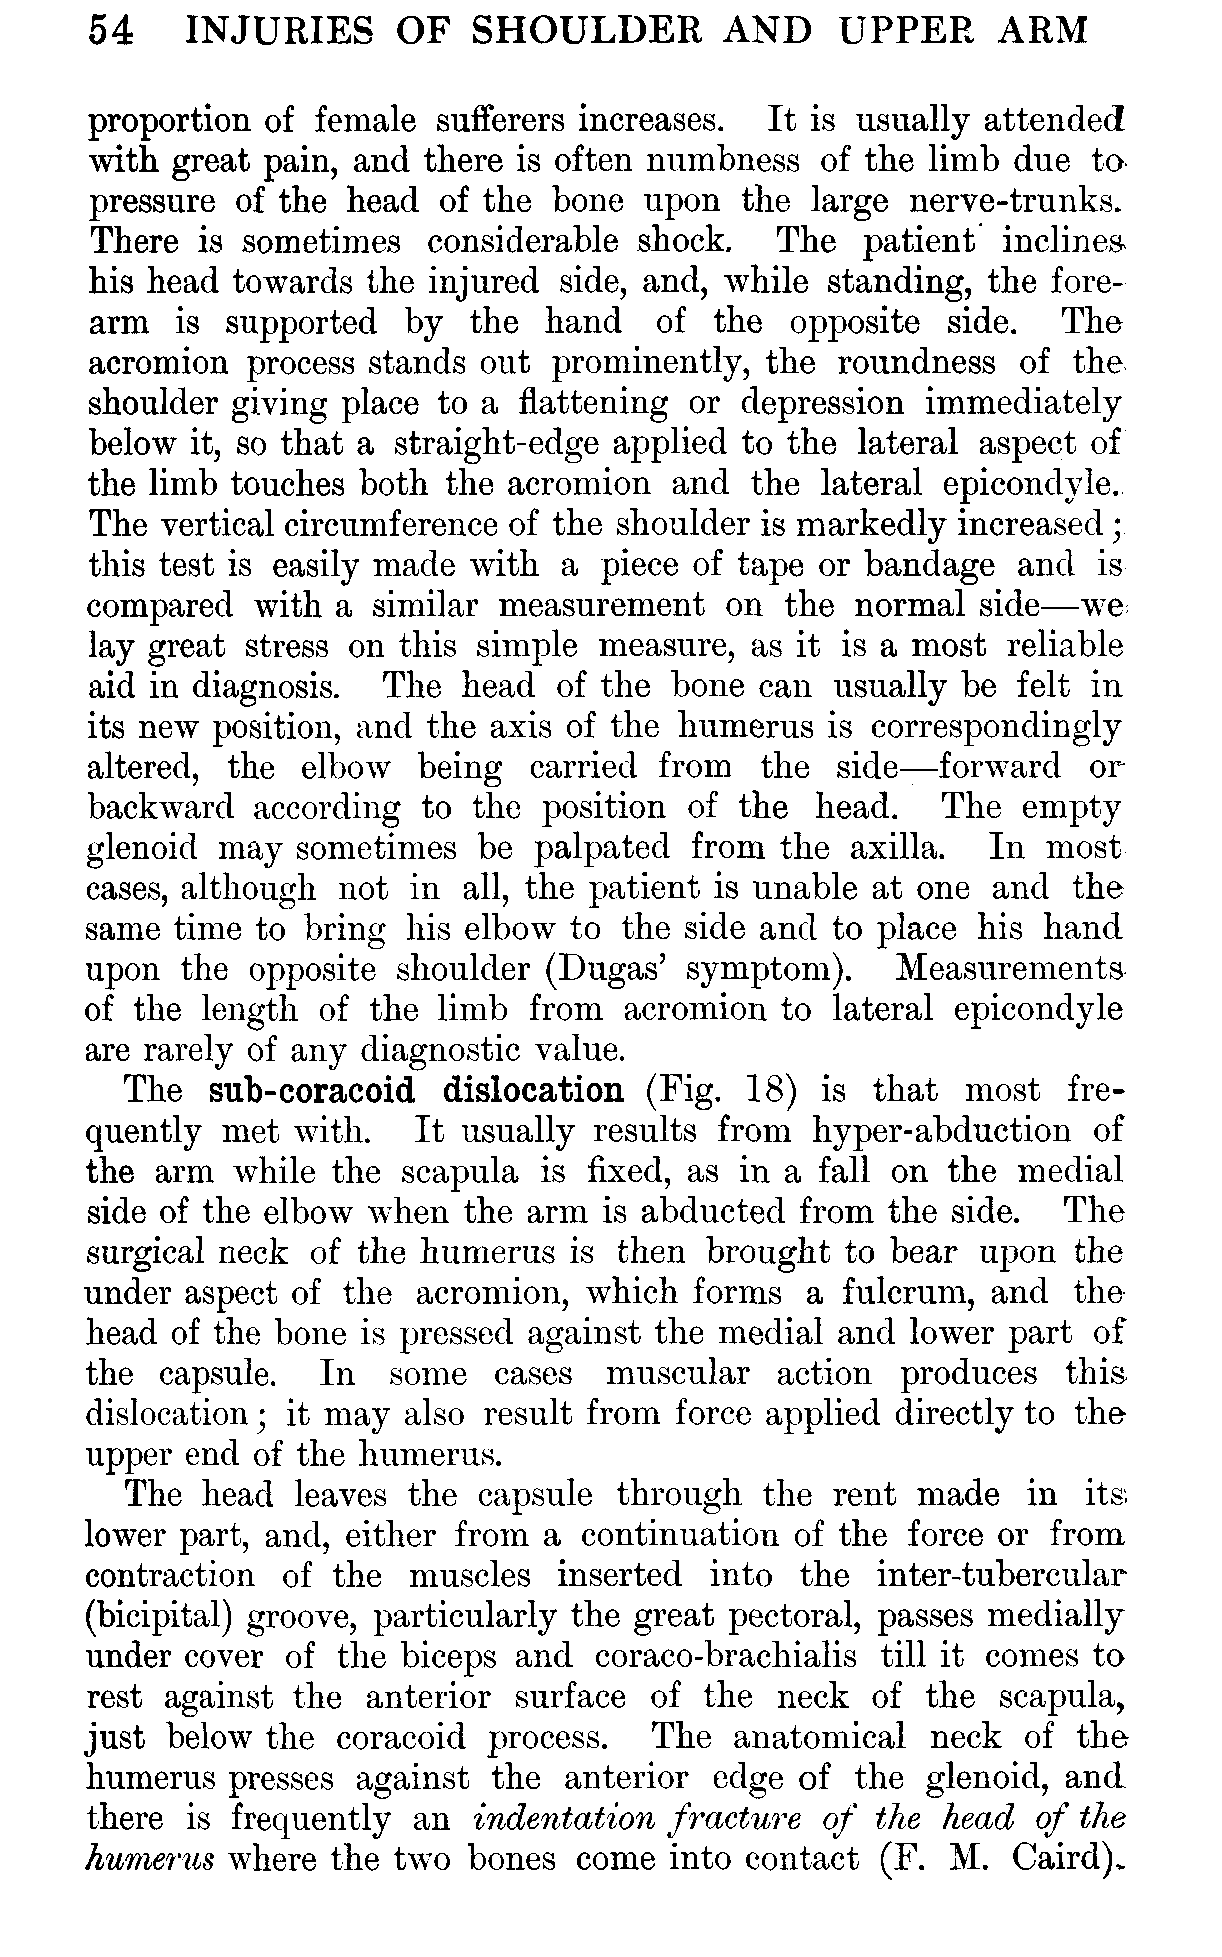 54 INJURIES OF SHOULDER AND UPPER ARM
proportion of female sufferers increases. It is usually attended
with great pain, and there is often numbness of the limb due to
pressure of the head of the bone upon the large nerve-trunks.
There is sometimes considerable shock. The patient inclines
his head towards the injured side, and, while standing, the fore-
arm is supported by the hand of the opposite side. The
acromion process stands out prominently, the roundness of the
shoulder giving place to a flattening or depression immediately
below it, so that a straight-edge applied to the lateral aspect of
the limb touches both the acromion and the lateral epicondyle.
The vertical circumference of the shoulder is markedly increased;
this test is easily made with a piece of tape or bandage and is
compared with a similar measurement on the normal side—we
lay great stress on this simple measure, as it is a most reliable
aid in diagnosis. The head of the bone can usually be felt in
its new position, and the axis of the humerus is correspondingly
altered, the elbow being carried from the side—forward or
backward according to the position of the head. The empty
glenoid may sometimes be palpated from the axilla. In most
cases, although not in all, the patient is unable at one and the
same time to bring his elbow to the side and to place his hand
upon the opposite shoulder (Dugas' symptom). Measurements
of the length of the limb from acromion to lateral epicondyle
are rarely of any diagnostic value.
The sub-coracoid dislocation (Fig. 18) is that most fre-
quently met with. It usually results from hyper-abduction of
the arm while the scapula is fixed, as in a fall on the medial
side of the elbow when the arm is abducted from the side. The
surgical neck of the humerus is then brought to bear upon the
under aspect of the acromion, which forms a fulcrum, and the
head of the bone is pressed against the medial and lower part of
the capsule. In some cases muscular action produces this
dislocation; it may also result from force applied directly to the
upper end of the humerus.
The head leaves the capsule through the rent made in its
lower part, and, either from a continuation of the force or from
contraction of the muscles inserted into the inter-tubercular
(bicipital) groove, particularly the great pectoral, passes medially
under cover of the biceps and coraco-brachialis till it comes to
rest against the anterior surface of the neck of the scapula,
just below the coracoid process. The anatomical neck of the
humerus presses against the anterior edge of the glenoid, and
there is frequently an indentation fracture of the head of the
humerus where the two bones come into contact (F. M. Caird).